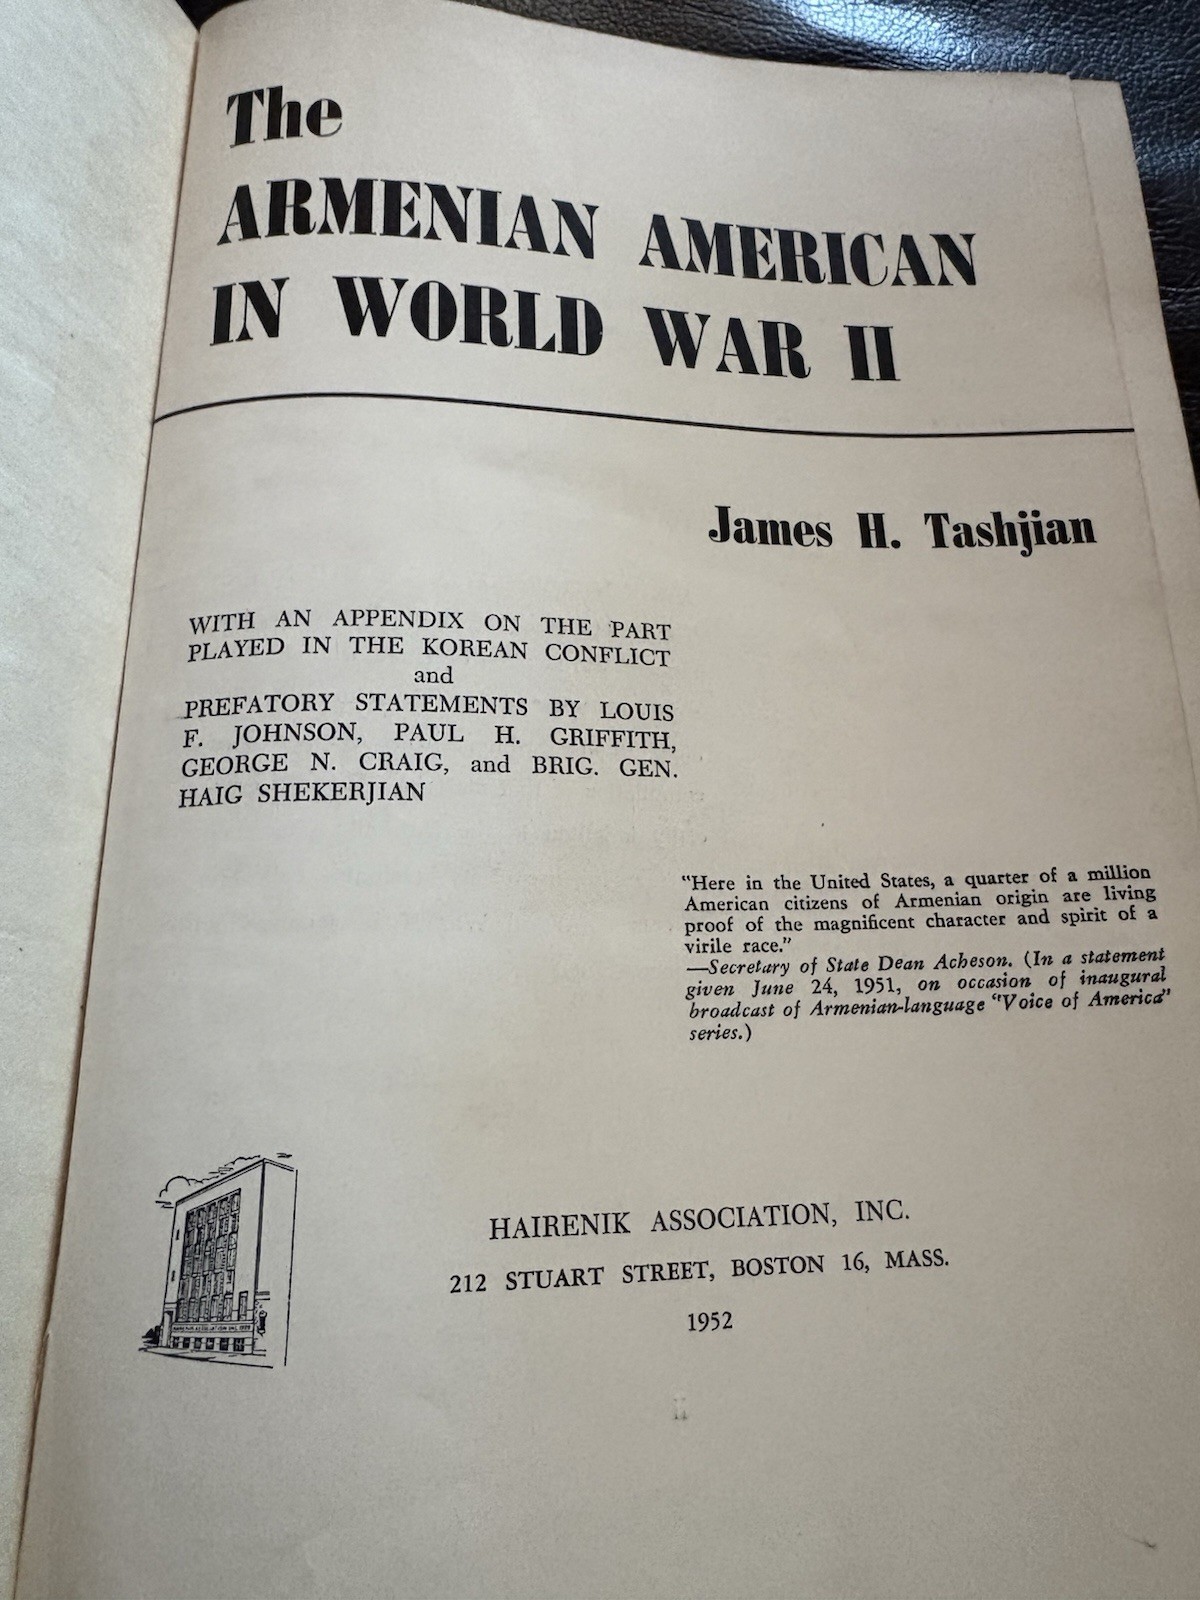 The
ARMENIAN AMERICAN
IN WORLD WAR II
James H. Tashjian
WITH AN APPENDIX ON THE PART
PLAYED IN THE KOREAN CONFLICT
and
PREFATORY STATEMENTS BY LOUIS
F. JOHNSON, PAUL H. GRIFFITH,
GEORGE N. CRAIG, and BRIG. GEN.
HAIG SHEKERJIAN
"Here in the United States, a quarter of a million
American citizens of Armenian origin are living
proof of the magnificent character and spirit of a
virile race."
—Secretary of State Dean Acheson. (In a statement
given June 24, 1951, on occasion of inaugural
broadcast of Armenian-language "Voice of America"
series.)
HAIRENIK ASSOCIATION, INC.
212 STUART STREET, BOSTON 16, MASS.
1952